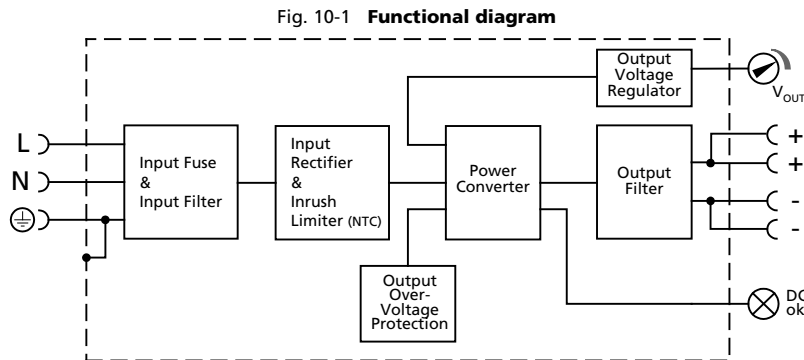 Fig. 10-1 Functional diagram
Output
Voltage
Regulator
V OUT
L
N
Input Fuse
&
Input Filter
Input
Rectifier
&
Inrush
Limiter (NTC)
Power
Converter
Output
Filter
+
+
-
-
Output
Over-
Voltage
Protection
DC
ok